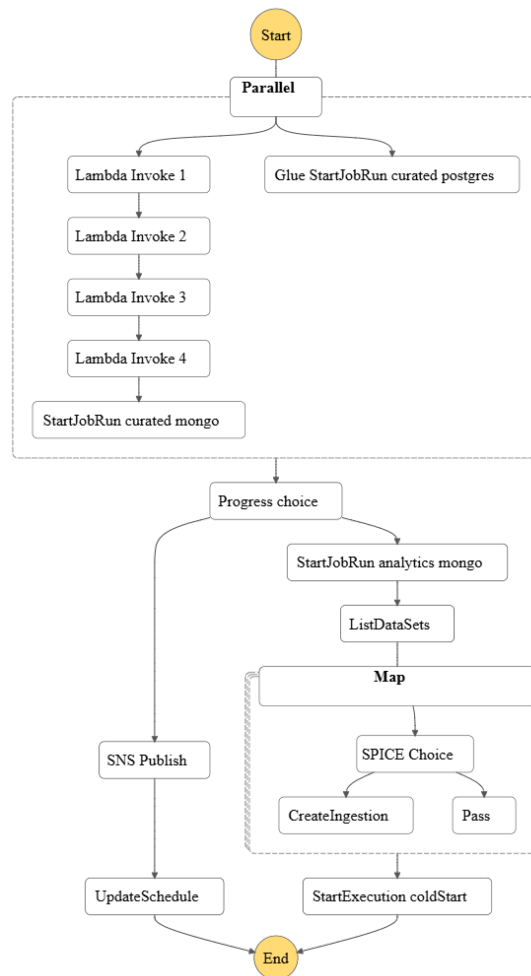 Start
Parallel
Lambda Invoke 1
Glue StartJobRun curated postgres
Lambda Invoke 2
Lambda Invoke 3
Lambda Invoke 4
StartJobRun curated mongo
Progress choice
StartJobRun analytics mongo
ListDataSets
Map
SPICE Choice
SNS Publish
CreateIngestion
Pass
UpdateSchedule
StartExecution coldStart
End